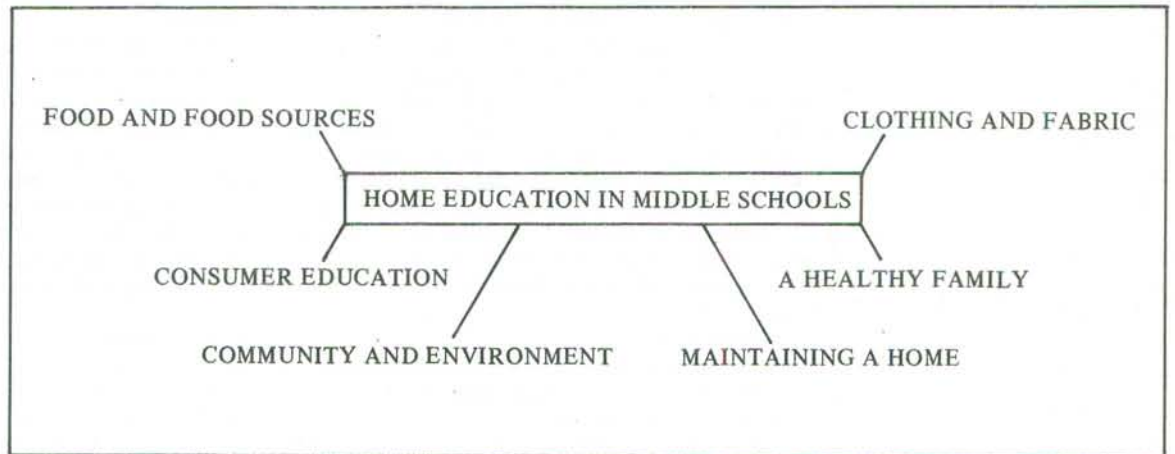 FOOD AND FOOD SOURCES
CLOTHING AND FABRIC
HOME EDUCATION IN MIDDLE SCHOOLS
CONSUMER EDUCATION
A HEALTHY FAMILY
COMMUNITY AND ENVIRONMENT
MAINTAINING A HOME